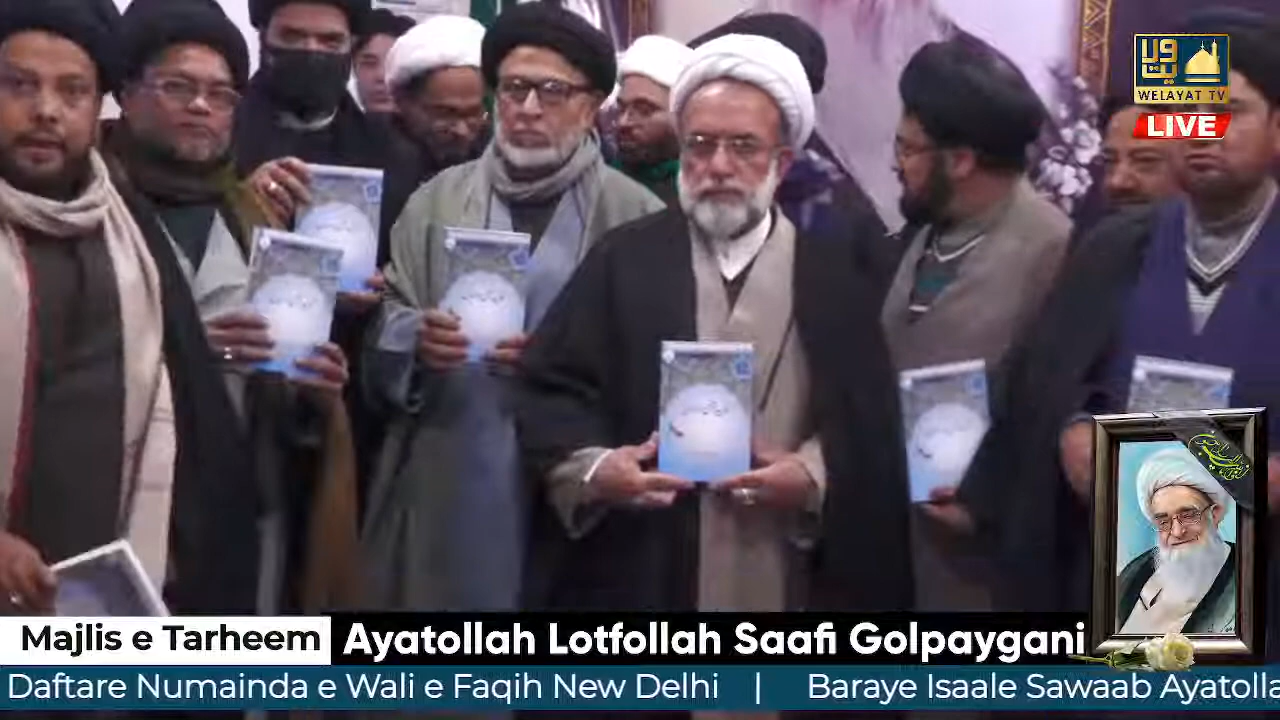 ولایت
WELAYAT TV
LIVE
Majlis e Tarheem
Ayatollah Lotfollah Saafi Golpaygani
Daftare Numainda e Wali e Faqih New Delhi | Baraye Isaale Sawaab Ayatolla